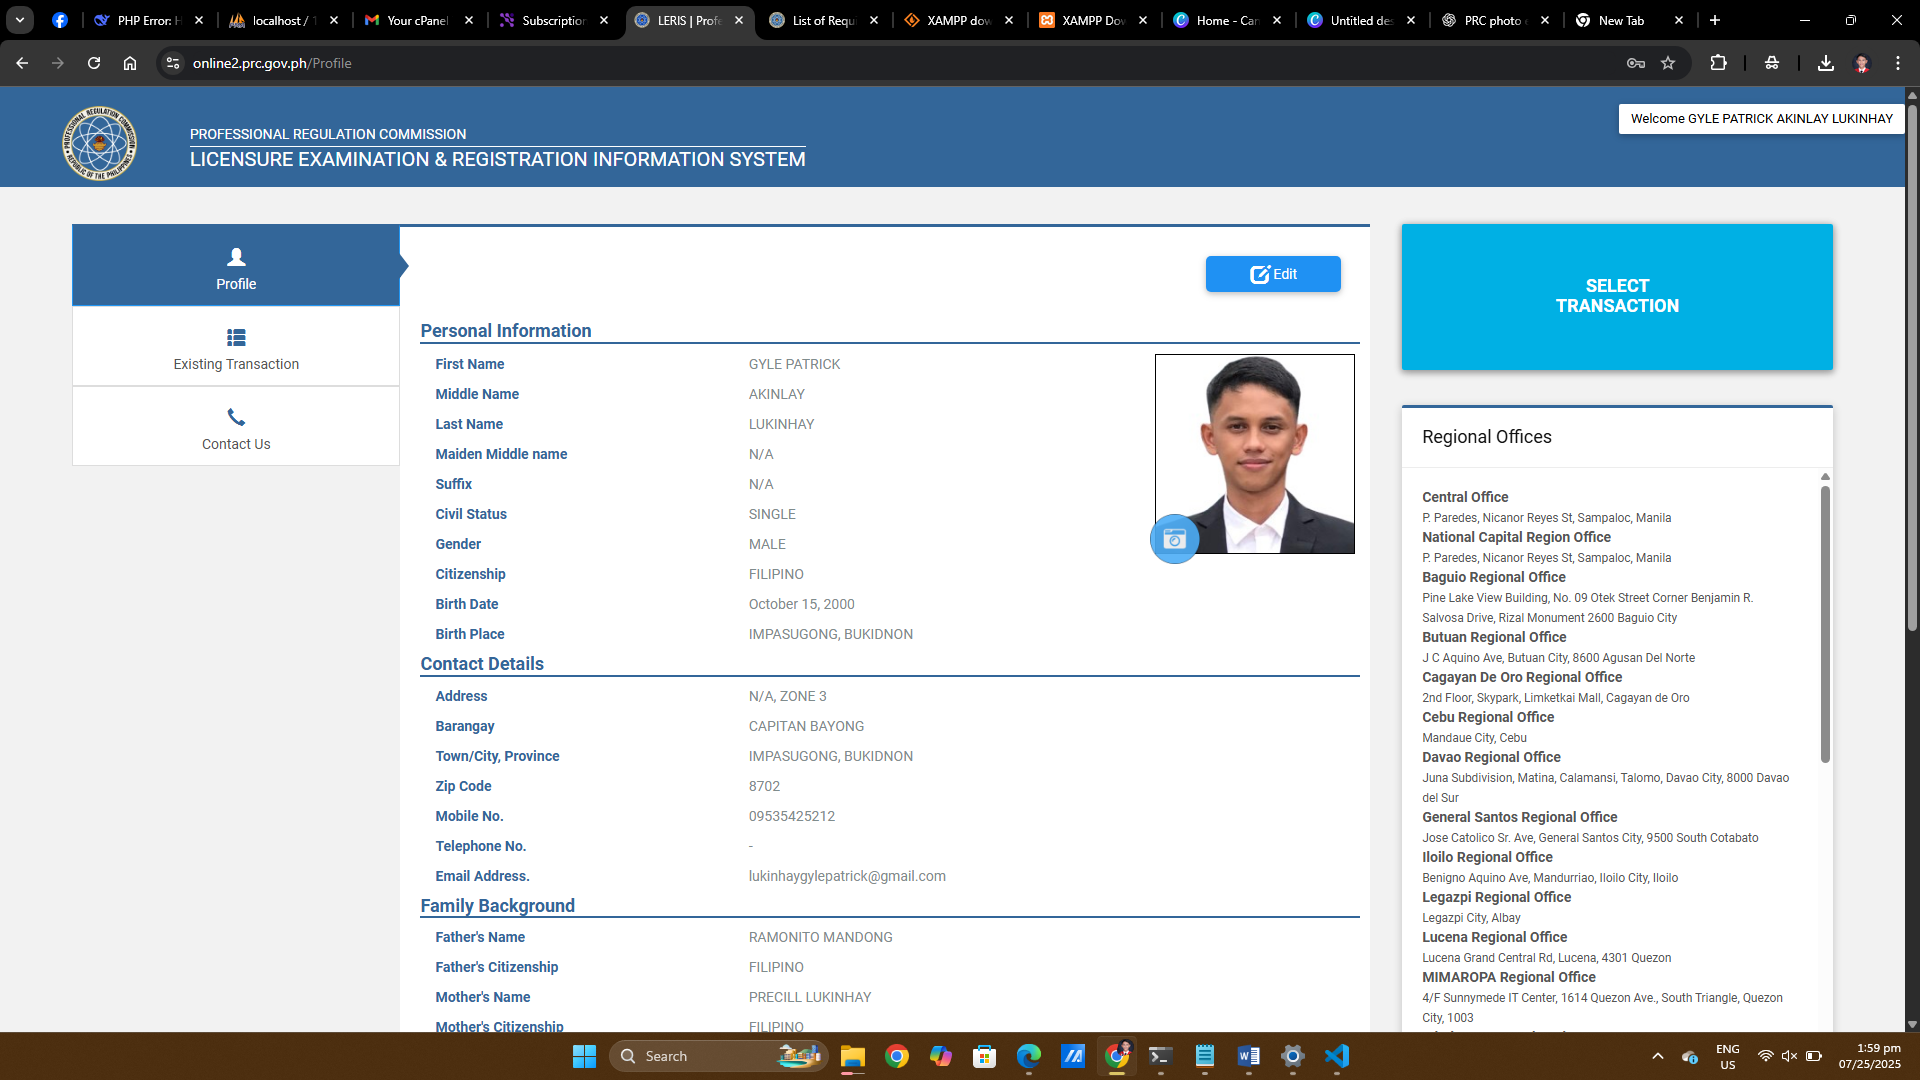 PHP Error: H
localhost / 
Your cPanel
Subscription
LERIS | Profe
List of Requi
XAMPP dow
XAMPP Dow
Home - Can
Untitled des
PRC photo e
New Tab
online2.prc.gov.ph/Profile
PROFESSIONAL REGULATION COMMISSION
LICENSURE EXAMINATION & REGISTRATION INFORMATION SYSTEM
Welcome GYLE PATRICK AKINLAY LUKINHAY
Profile
Existing Transaction
Contact Us
Edit
Personal Information
First Name GYLE PATRICK
Middle Name AKINLAY
Last Name LUKINHAY
Maiden Middle name N/A
Suffix N/A
Civil Status SINGLE
Gender MALE
Citizenship FILIPINO
Birth Date October 15, 2000
Birth Place IMPASUGONG, BUKIDNON
Contact Details
Address N/A, ZONE 3
Barangay CAPITAN BAYONG
Town/City, Province IMPASUGONG, BUKIDNON
Zip Code 8702
Mobile No. 09535425212
Telephone No. -
Email Address. lukinhaygylepatrick@gmail.com
Family Background
Father's Name RAMONITO MANDONG
Father's Citizenship FILIPINO
Mother's Name PRECILL LUKINHAY
Mother's Citizenship FILIPINO
SELECT
TRANSACTION
Regional Offices
Central Office
P. Paredes, Nicanor Reyes St, Sampaloc, Manila
National Capital Region Office
P. Paredes, Nicanor Reyes St, Sampaloc, Manila
Baguio Regional Office
Pine Lake View Building, No. 09 Otek Street Corner Benjamin R.
Salvosa Drive, Rizal Monument 2600 Baguio City
Butuan Regional Office
J C Aquino Ave, Butuan City, 8600 Agusan Del Norte
Cagayan De Oro Regional Office
2nd Floor, Skypark, Limketkai Mall, Cagayan de Oro
Cebu Regional Office
Mandaue City, Cebu
Davao Regional Office
Juna Subdivision, Matina, Calamansi, Talomo, Davao City, 8000 Davao
del Sur
General Santos Regional Office
Jose Catolico Sr. Ave, General Santos City, 9500 South Cotabato
Iloilo Regional Office
Benigno Aquino Ave, Mandurriao, Iloilo City, Iloilo
Legazpi Regional Office
Legazpi City, Albay
Lucena Regional Office
Lucena Grand Central Rd, Lucena, 4301 Quezon
MIMAROPA Regional Office
4/F Sunnymede IT Center, 1614 Quezon Ave., South Triangle, Quezon
City, 1003
Search
ENG
US
1:59 pm
07/25/2025